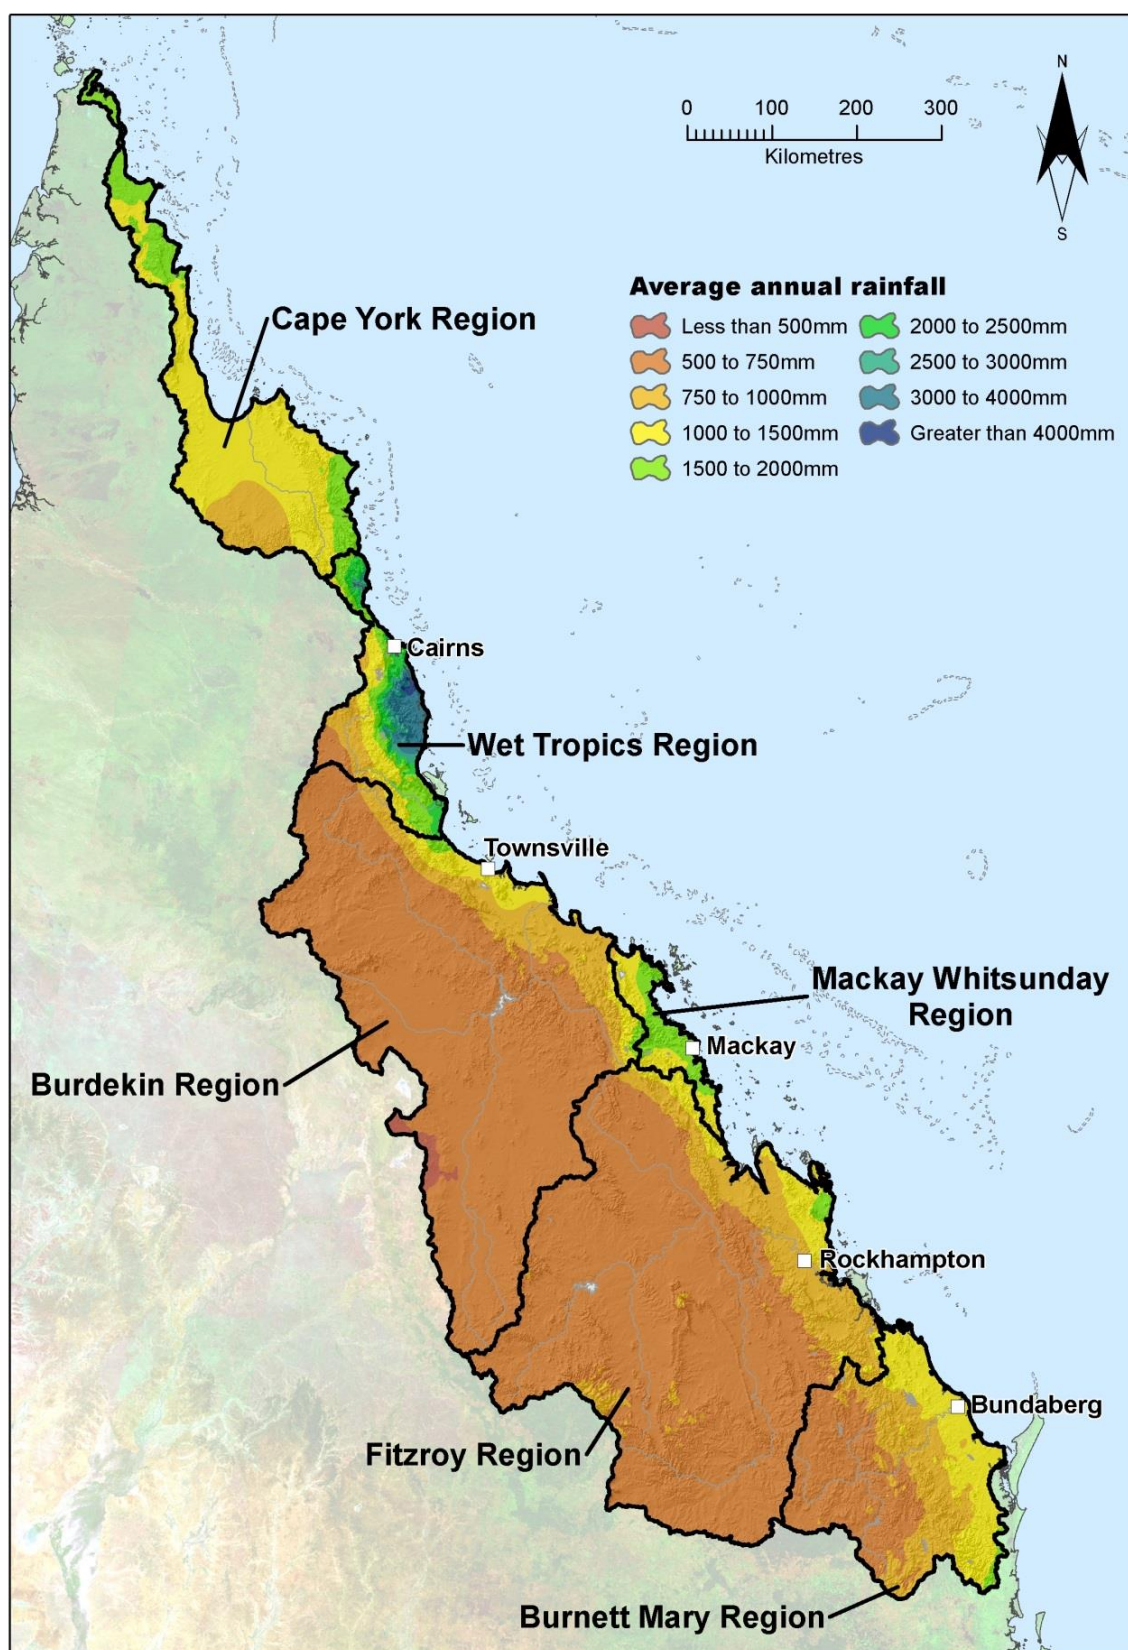 N
0 100 200 300
Kilometres
S
Average annual rainfall
Less than 500mm
500 to 750mm
750 to 1000mm
1000 to 1500mm
1500 to 2000mm
2000 to 2500mm
2500 to 3000mm
3000 to 4000mm
Greater than 4000mm
Cape York Region
Cairns
Wet Tropics Region
Townsville
Mackay Whitsunday
Region
Mackay
Burdekin Region
Rockhampton
Bundaberg
Fitzroy Region
Burnett Mary Region